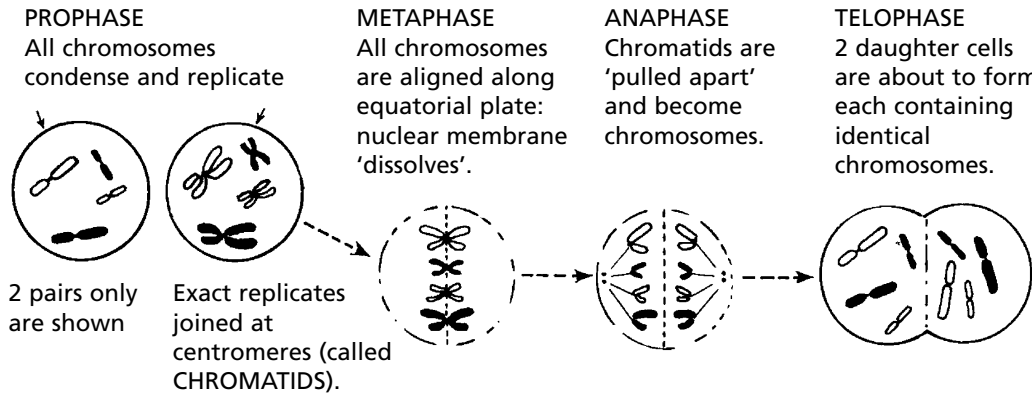 PROPHASE
All chromosomes
condense and replicate
2 pairs only
are shown
Exact replicates
joined at
centromeres (called
CHROMATIDS).
METAPHASE
All chromosomes
are aligned along
equatorial plate:
nuclear membrane
‘dissolves’.
ANAPHASE
Chromatids are
‘pulled apart’
and become
chromosomes.
TELOPHASE
2 daughter cells
are about to form
each containing
identical
chromosomes.